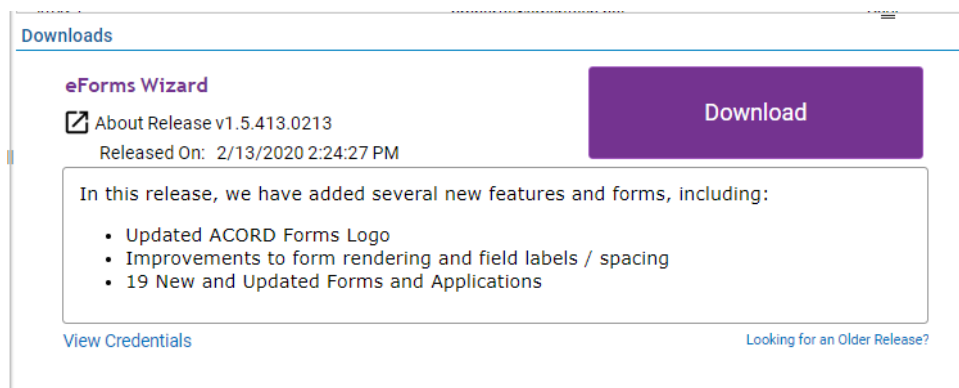 Downloads
eForms Wizard
Download
About Release v1.5.413.0213
Released On: 2/13/2020 2:24:27 PM
In this release, we have added several new features and forms, including:
• Updated ACORD Forms Logo
• Improvements to form rendering and field labels / spacing
• 19 New and Updated Forms and Applications
View Credentials
Looking for an Older Release?